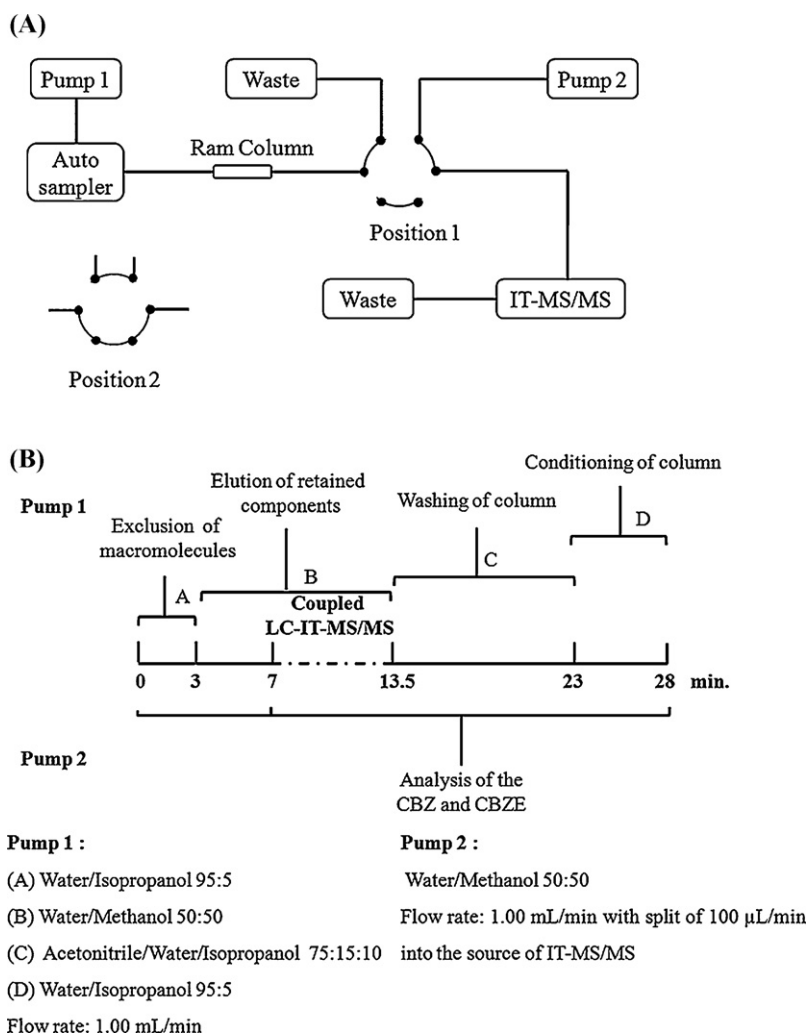 (A)
Pump 1
Waste
Pump 2
Auto
sampler
Ram Column
Position 1
Waste
IT-MS/MS
Position 2
(B)
Pump 1
Exclusion of
macromolecules
A
Elution of retained
components
B
Coupled
LC-IT-MS/MS
Washing of column
C
Conditioning of column
D
0 3 7 13.5 23 28 min.
Pump 2
Analysis of the
CBZ and CBZE
Pump 1 :
(A) Water/Isopropanol 95:5
(B) Water/Methanol 50:50
(C) Acetonitrile/Water/Isopropanol 75:15:10
(D) Water/Isopropanol 95:5
Flow rate: 1.00 mL/min
Pump 2 :
Water/Methanol 50:50
Flow rate: 1.00 mL/min with split of 100 µL/min
into the source of IT-MS/MS